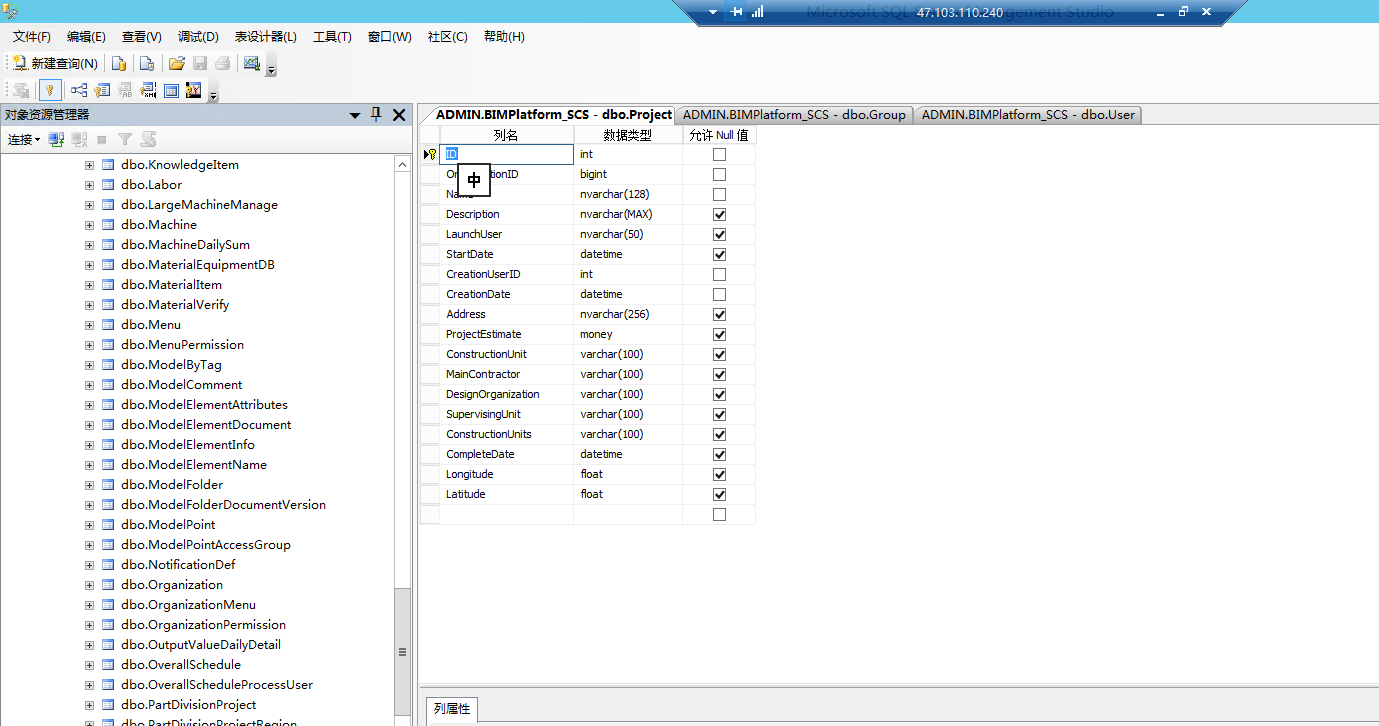 Microsoft SQL S
47.103.110.240
gement Studio
文件(F) 编辑(E) 查看(V) 调试(D) 表设计器(L) 工具(T) 窗口(W) 社区(C) 帮助(H)
新建查询(N)
对象资源管理器
连接
dbo.KnowledgeItem
dbo.Labor
dbo.LargeMachineManage
dbo.Machine
dbo.MachineDailySum
dbo.MaterialEquipmentDB
dbo.MaterialItem
dbo.MaterialVerify
dbo.Menu
dbo.MenuPermission
dbo.ModelByTag
dbo.ModelComment
dbo.ModelElementAttributes
dbo.ModelElementDocument
dbo.ModelElementInfo
dbo.ModelElementName
dbo.ModelFolder
dbo.ModelFolderDocumentVersion
dbo.ModelPoint
dbo.ModelPointAccessGroup
dbo.NotificationDef
dbo.Organization
dbo.OrganizationMenu
dbo.OrganizationPermission
dbo.OutputValueDailyDetail
dbo.OverallSchedule
dbo.OverallScheduleProcessUser
dbo.PartDivisionProject
dbo.PartDivisionProjectRegion
ADMIN.BIMPlatform_SCS - dbo.Project ADMIN.BIMPlatform_SCS - dbo.Group ADMIN.BIMPlatform_SCS - dbo.User
列名 数据类型 允许 Null 值
ID int
Or tionID bigint
中
Nam nvarchar(128)
Description nvarchar(MAX)
LaunchUser nvarchar(50)
StartDate datetime
CreationUserID int
CreationDate datetime
Address nvarchar(256)
ProjectEstimate money
ConstructionUnit varchar(100)
MainContractor varchar(100)
DesignOrganization varchar(100)
SupervisingUnit varchar(100)
ConstructionUnits varchar(100)
CompleteDate datetime
Longitude float
Latitude float
列属性